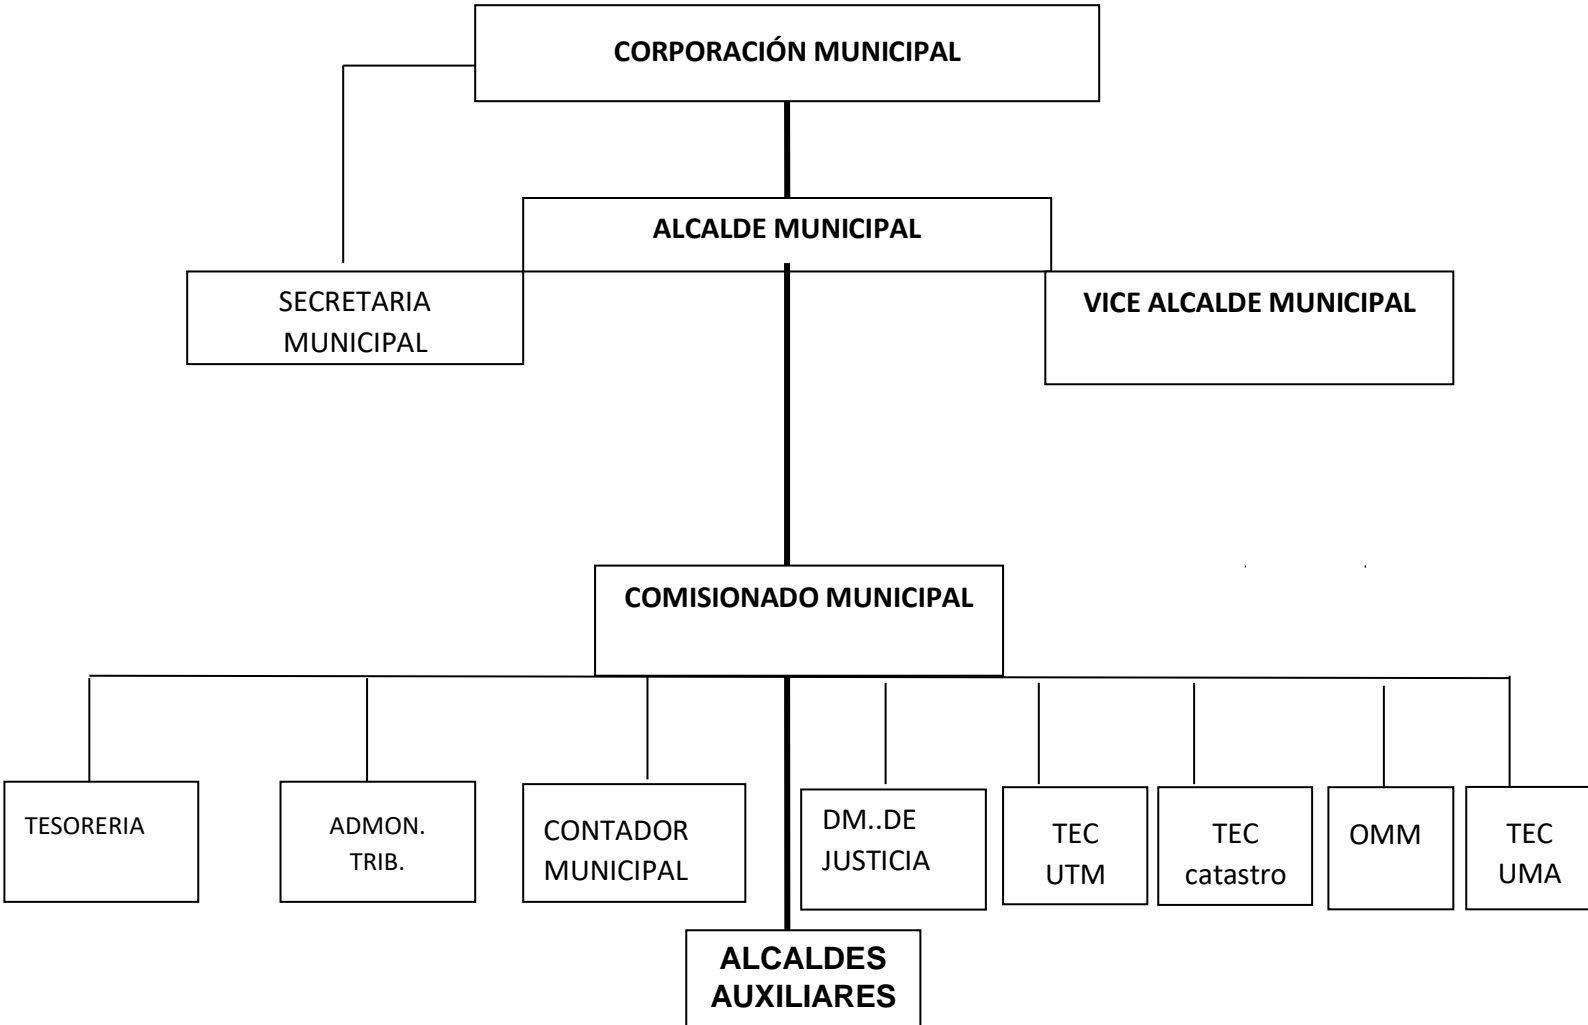 CORPORACIÓN MUNICIPAL
ALCALDE MUNICIPAL
SECRETARIA
MUNICIPAL
VICE ALCALDE MUNICIPAL
COMISIONADO MUNICIPAL
TESORERIA
ADMON.
TRIB.
CONTADOR
MUNICIPAL
DM..DE
JUSTICIA
TEC
UTM
TEC
catastro
OMM
TEC
UMA
ALCALDES
AUXILIARES